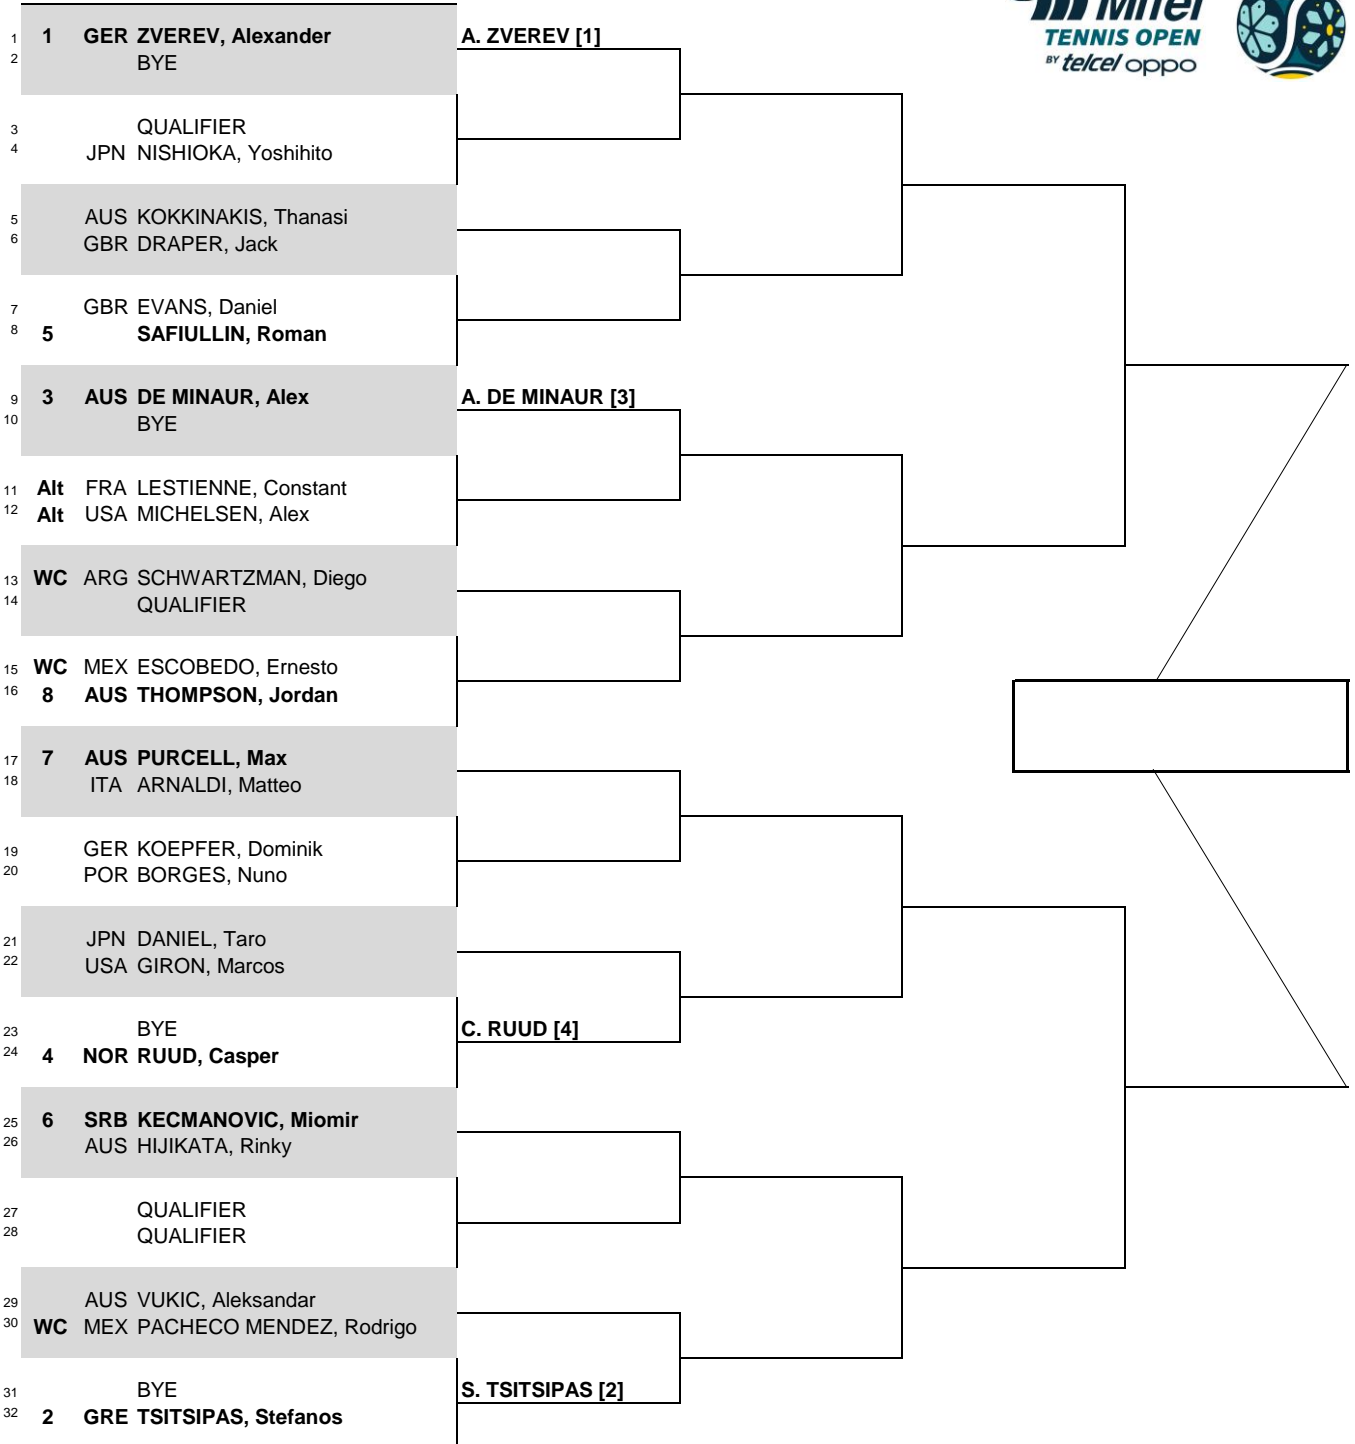 Mifel
TENNIS OPEN
BY telcel oppo
1 1 GER ZVEREV, Alexander A. ZVEREV [1]
2 BYE
3 QUALIFIER
4 JPN NISHIOKA, Yoshihito
5 AUS KOKKINAKIS, Thanasi
6 GBR DRAPER, Jack
7 GBR EVANS, Daniel
8 5 SAFIULLIN, Roman
9 3 AUS DE MINAUR, Alex A. DE MINAUR [3]
10 BYE
11 Alt FRA LESTIENNE, Constant
12 Alt USA MICHELSEN, Alex
13 WC ARG SCHWARTZMAN, Diego
14 QUALIFIER
15 WC MEX ESCOBEDO, Ernesto
16 8 AUS THOMPSON, Jordan
17 7 AUS PURCELL, Max
18 ITA ARNALDI, Matteo
19 GER KOEPFER, Dominik
20 POR BORGES, Nuno
21 JPN DANIEL, Taro
22 USA GIRON, Marcos
23 BYE C. RUUD [4]
24 4 NOR RUUD, Casper
25 6 SRB KECMANOVIC, Miomir
26 AUS HIJIKATA, Rinky
27 QUALIFIER
28 QUALIFIER
29 AUS VUKIC, Aleksandar
30 WC MEX PACHECO MENDEZ, Rodrigo
31 BYE S. TSITSIPAS [2]
32 2 GRE TSITSIPAS, Stefanos